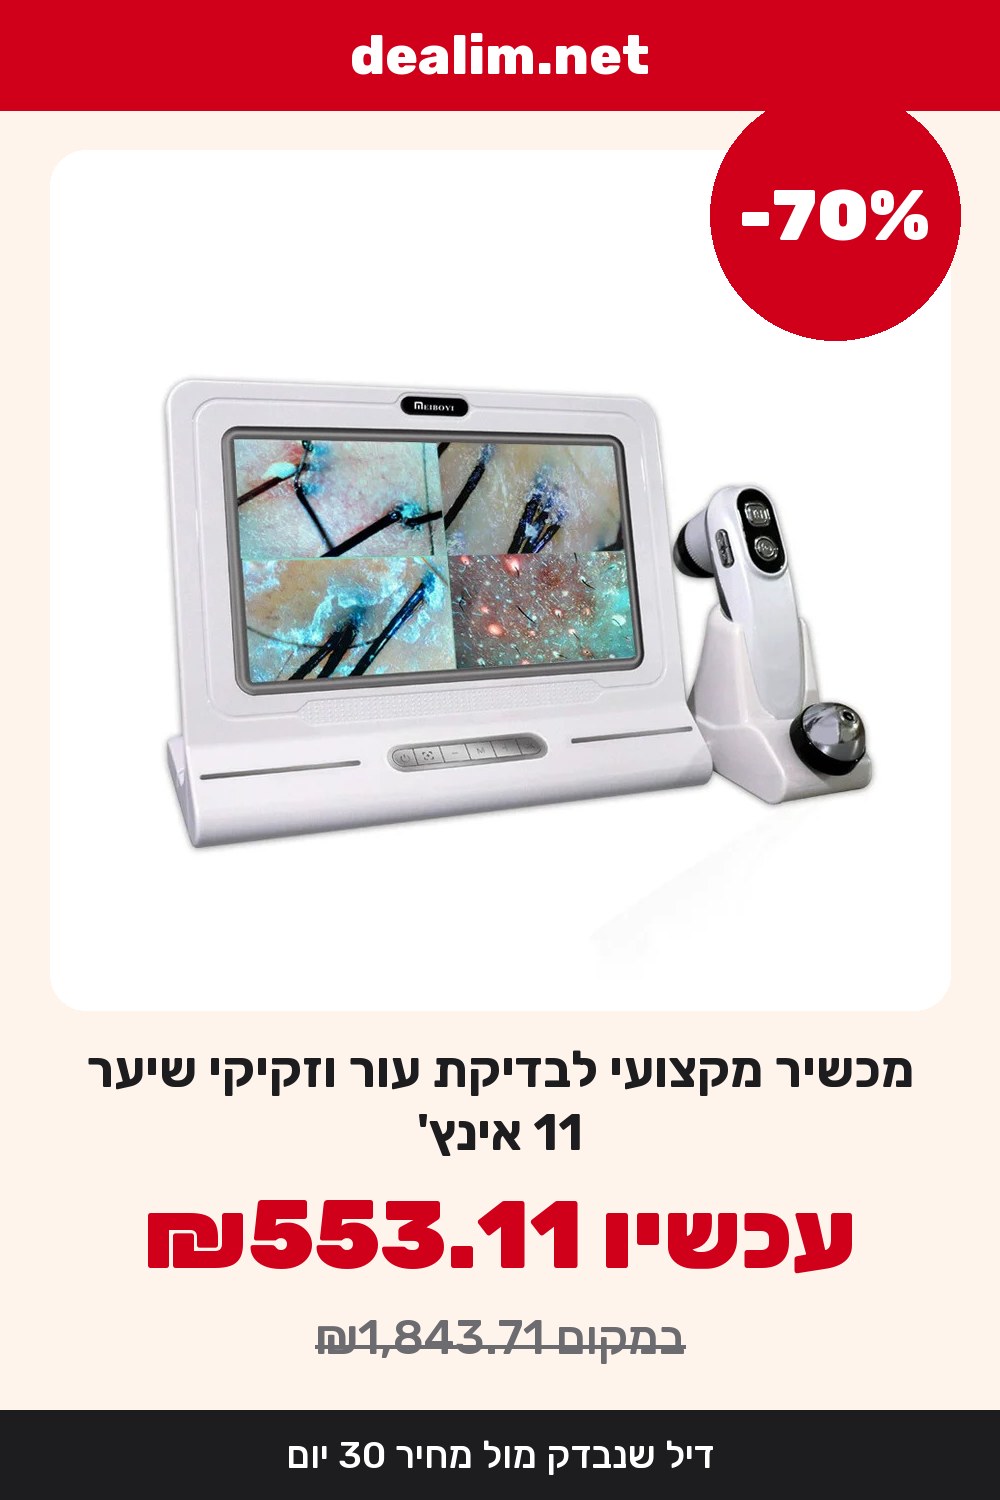 dealim.net
-70%
MEIBOYI
M
מכשיר מקצועי לבדיקת עור וזקיקי שיער
11 אינץ'
עכשיו 553.11₪
במקום 1,843.71₪
דיל שנבדק מול מחיר 30 יום